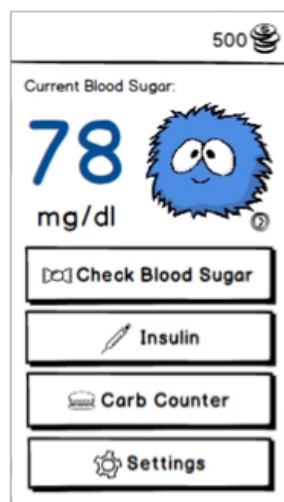 500
Current Blood Sugar:
78
mg/dl
Check Blood Sugar
Insulin
Carb Counter
Settings